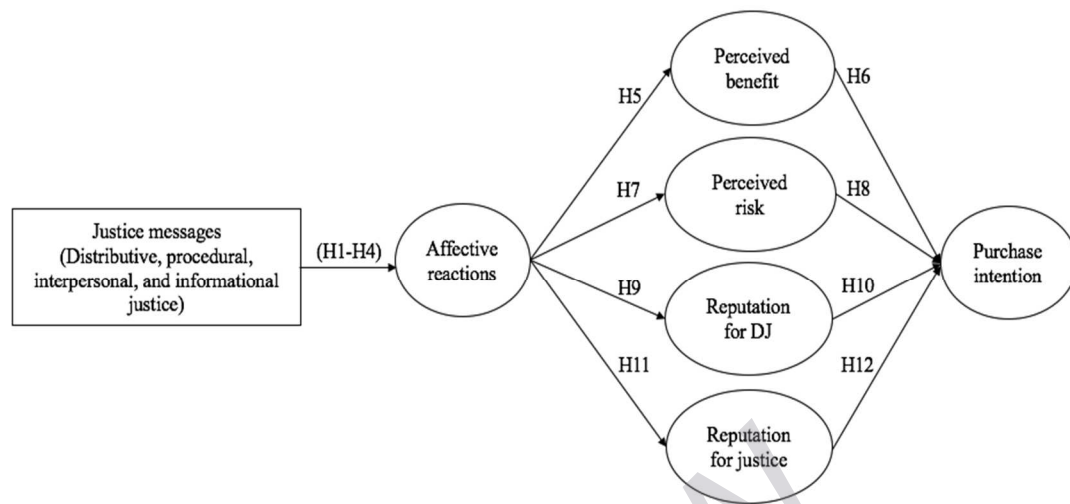 Justice messages
(Distributive, procedural,
interpersonal, and informational
justice)
(H1-H4)
Affective
reactions
H5
H7
H9
H11
Perceived
benefit
Perceived
risk
Reputation
for DJ
Reputation
for justice
H6
H8
H10
H12
Purchase
intention